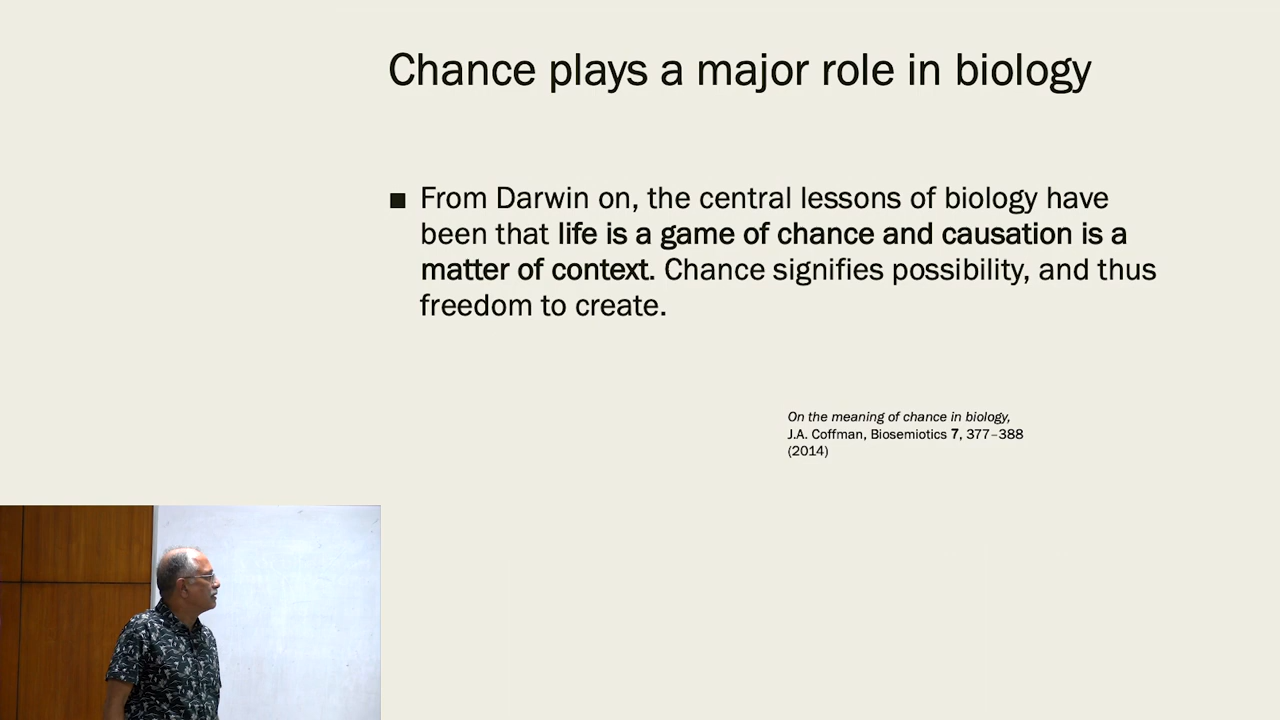 Chance plays a major role in biology
■ From Darwin on, the central lessons of biology have
been that life is a game of chance and causation is a
matter of context. Chance signifies possibility, and thus
freedom to create.
On the meaning of chance in biology,
J.A. Coffman, Biosemiotics 7, 377–388
(2014)